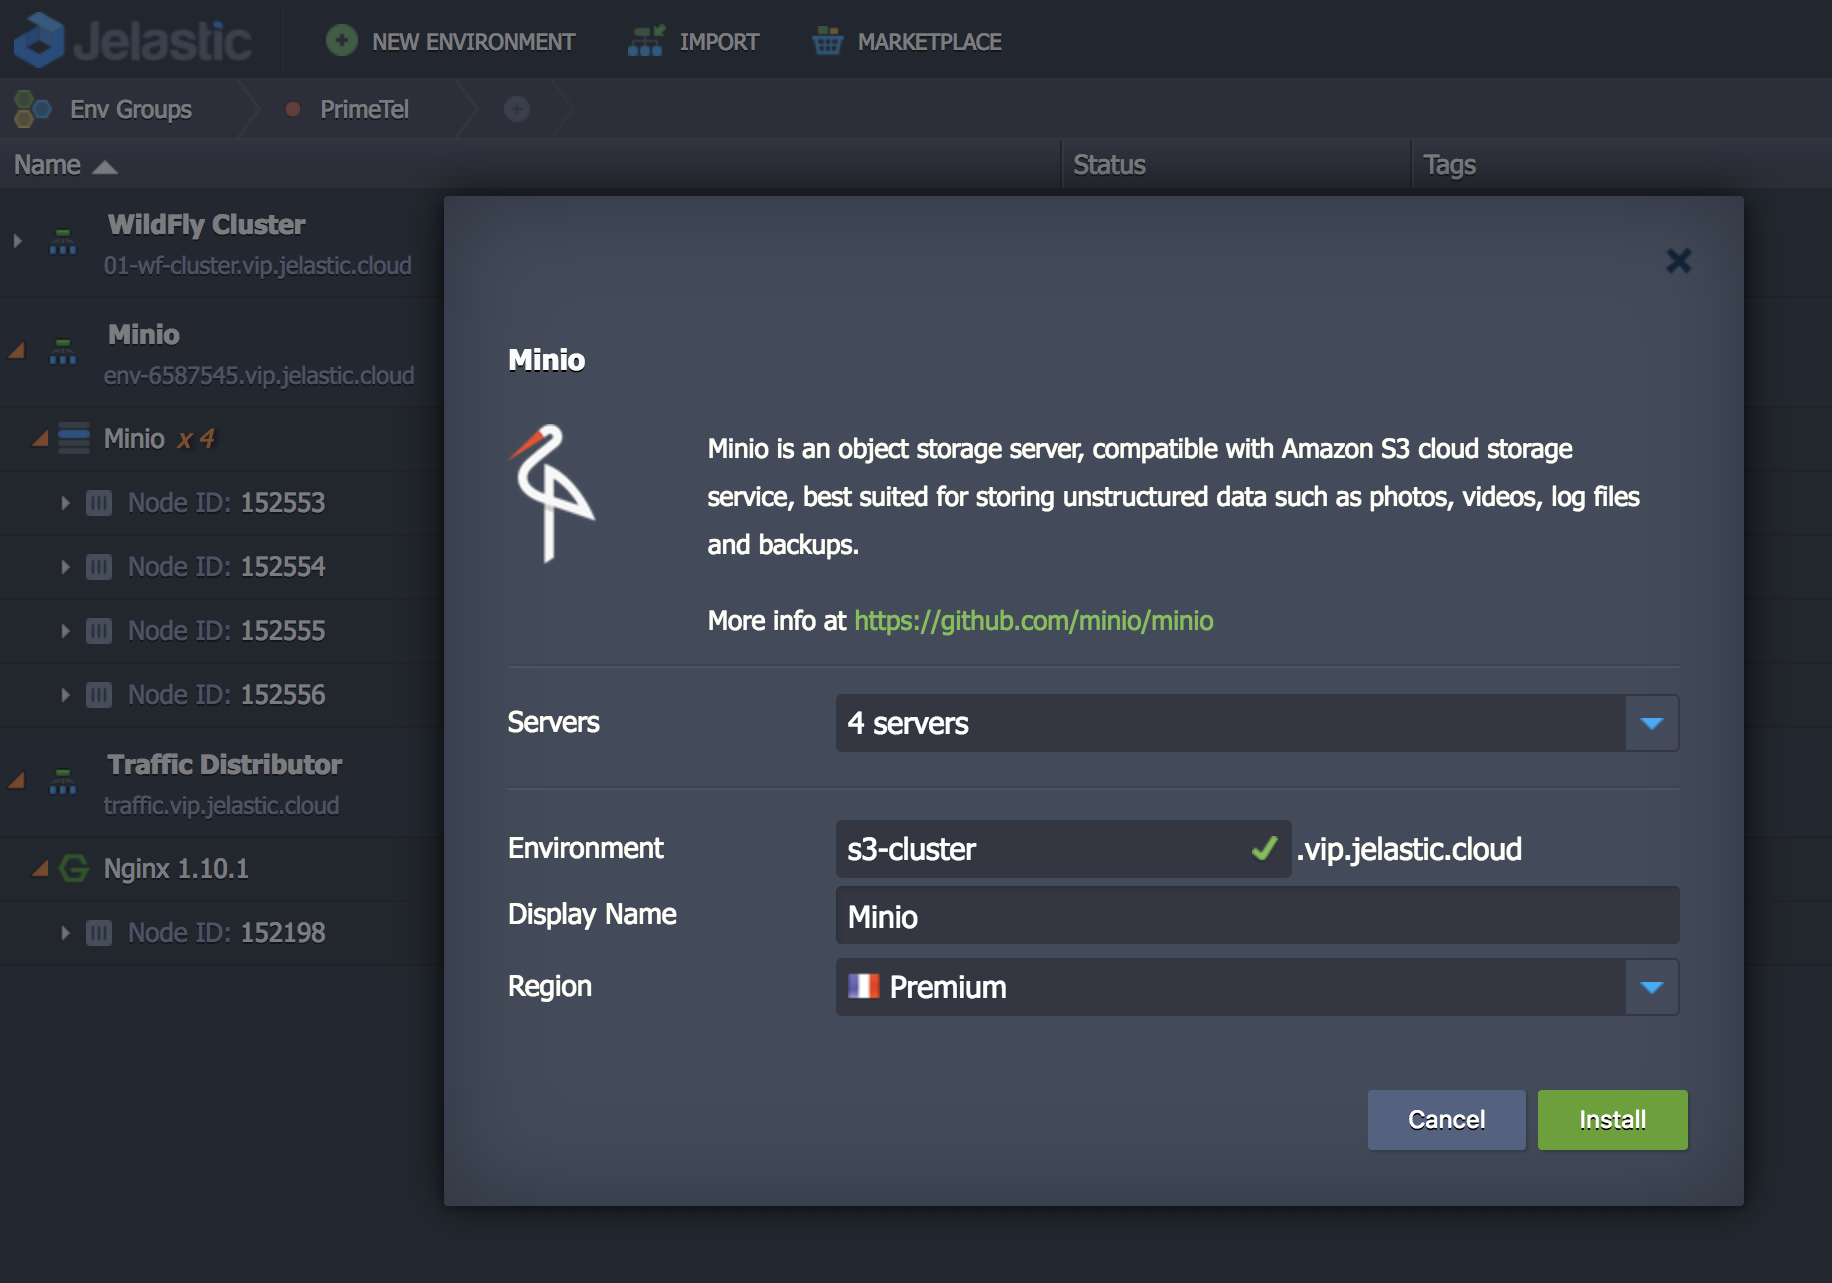 Jelastic
NEW ENVIRONMENT
IMPORT
MARKETPLACE
Env Groups
PrimeTel
Name
Status
Tags
WildFly Cluster
01-wf-cluster.vip.jelastic.cloud
Minio
env-6587545.vip.jelastic.cloud
Minio x 4
Node ID: 152553
Node ID: 152554
Node ID: 152555
Node ID: 152556
Traffic Distributor
traffic.vip.jelastic.cloud
Nginx 1.10.1
Node ID: 152198
Minio
Minio is an object storage server, compatible with Amazon S3 cloud storage
service, best suited for storing unstructured data such as photos, videos, log files
and backups.
More info at https://github.com/minio/minio
Servers
4 servers
Environment
s3-cluster
.vip.jelastic.cloud
Display Name
Minio
Region
Premium
Cancel
Install